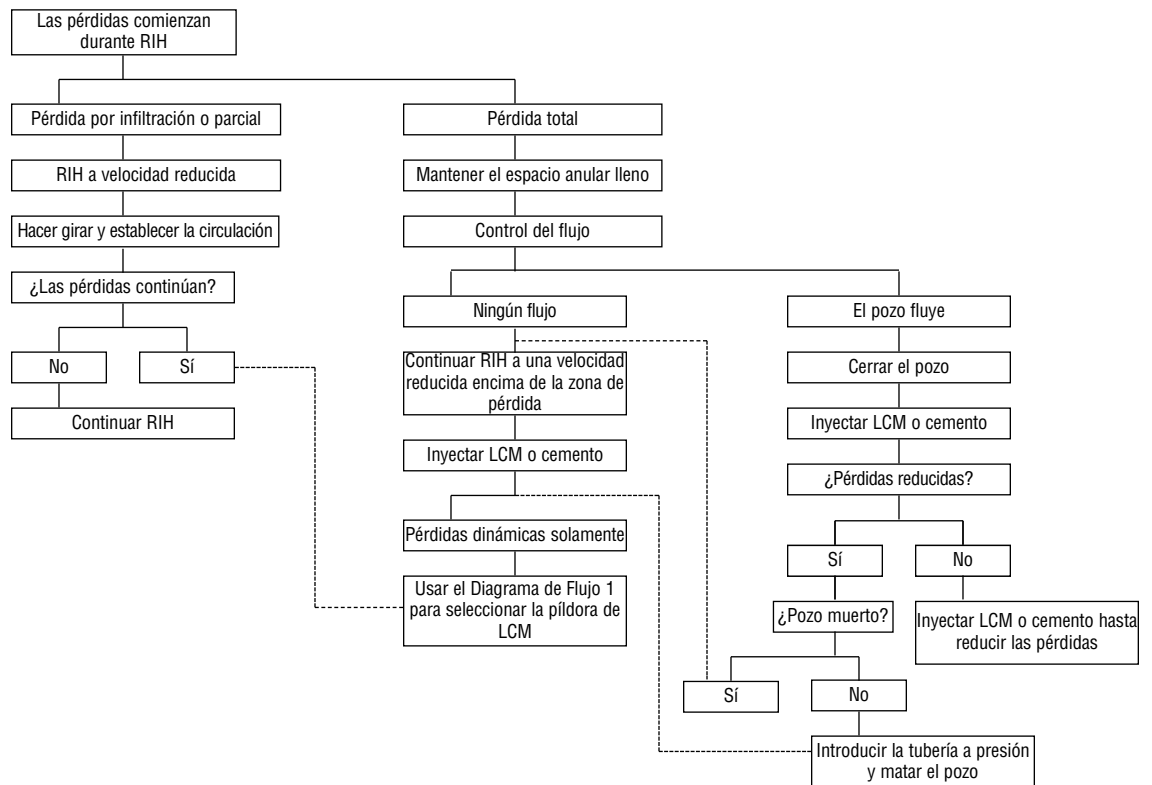 Las pérdidas comienzan
durante RIH
Pérdida por infiltración o parcial
Pérdida total
RIH a velocidad reducida
Mantener el espacio anular lleno
Hacer girar y establecer la circulación
Control del flujo
¿Las pérdidas continúan?
Ningún flujo
El pozo fluye
No
Sí
Continuar RIH a una velocidad
reducida encima de la zona de
pérdida
Cerrar el pozo
Continuar RIH
Inyectar LCM o cemento
Inyectar LCM o cemento
¿Pérdidas reducidas?
Pérdidas dinámicas solamente
Sí
No
Usar el Diagrama de Flujo 1
para seleccionar la píldora de
LCM
¿Pozo muerto?
Inyectar LCM o cemento hasta
reducir las pérdidas
Sí
No
Introducir la tubería a presión
y matar el pozo